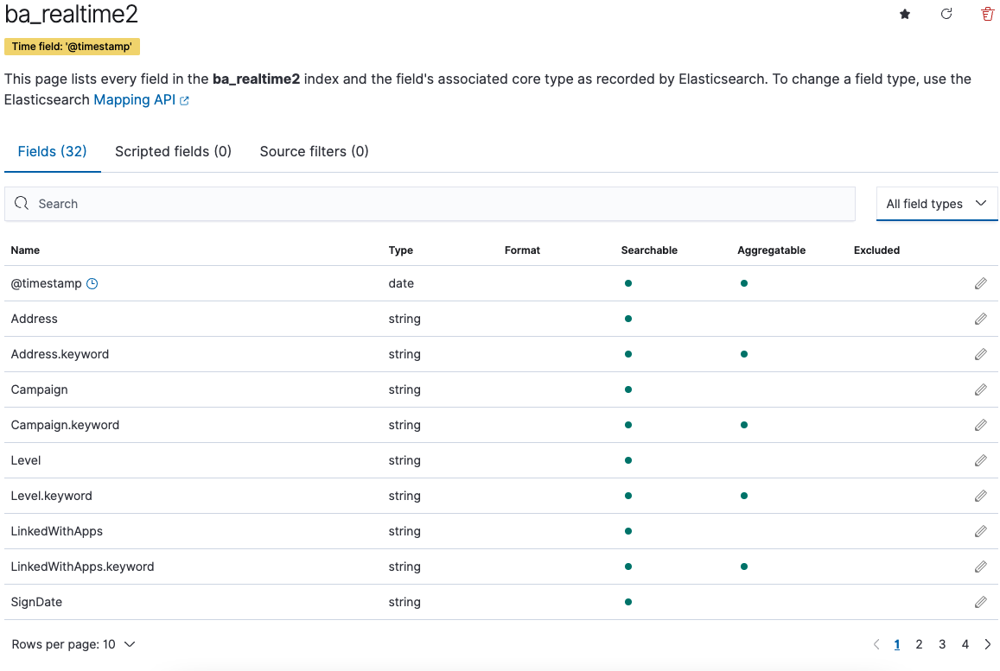 ba_realtime2
Time field: '@timestamp'
This page lists every field in the ba_realtime2 index and the field's associated core type as recorded by Elasticsearch. To change a field type, use the
Elasticsearch Mapping API
Fields (32) Scripted fields (0) Source filters (0)
Search All field types
Name Type Format Searchable Aggregatable Excluded
@timestamp date
Address string
Address.keyword string
Campaign string
Campaign.keyword string
Level string
Level.keyword string
LinkedWithApps string
LinkedWithApps.keyword string
SignDate string
Rows per page: 10 1 2 3 4